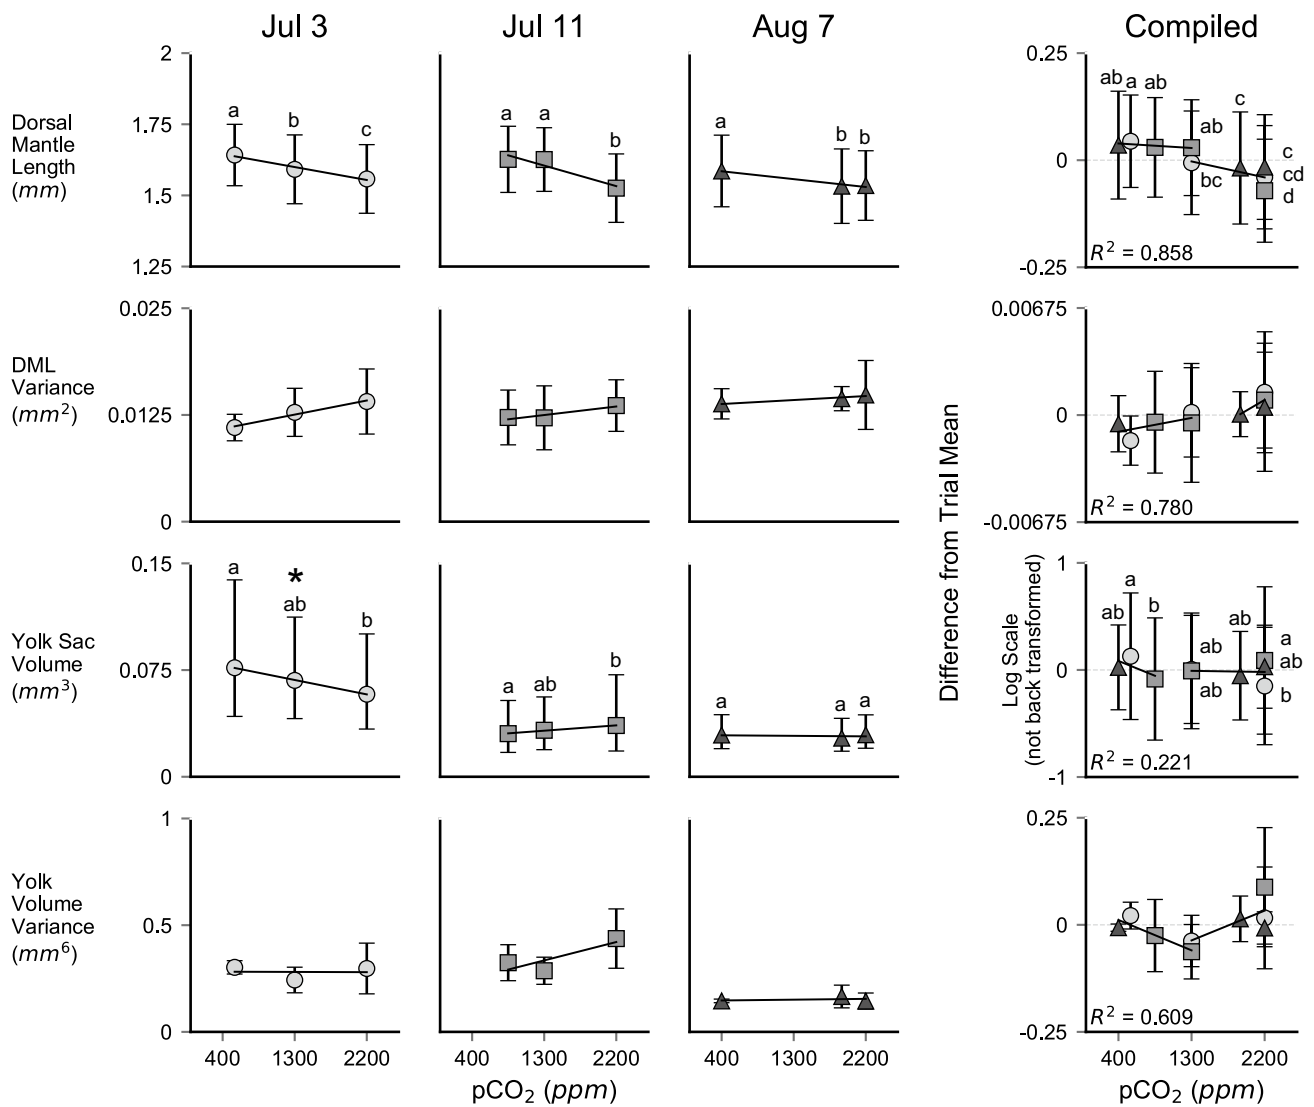 Jul 3
Jul 11
Aug 7
Compiled
Dorsal
Mantle
Length
(mm)
2
1.75
1.5
1.25
a
b
c
a
a
b
a
b
b
0.25
0
-0.25
ab
a
ab
ab
bc
c
c
cd
d
R² = 0.858
DML
Variance
(mm²)
0.025
0.0125
0
0.00675
0
-0.00675
R² = 0.780
Difference from Trial Mean
Yolk Sac
Volume
(mm³)
0.15
0.075
0
a
*
ab
b
a
ab
b
a
a
a
Log Scale
(not back transformed)
1
0
-1
ab
a
b
ab
ab
ab
a
ab
b
R² = 0.221
Yolk
Volume
Variance
(mm⁶)
1
0.5
0
0.25
0
-0.25
R² = 0.609
400 1300 2200
400 1300 2200
400 1300 2200
400 1300 2200
pCO₂ (ppm)
pCO₂ (ppm)